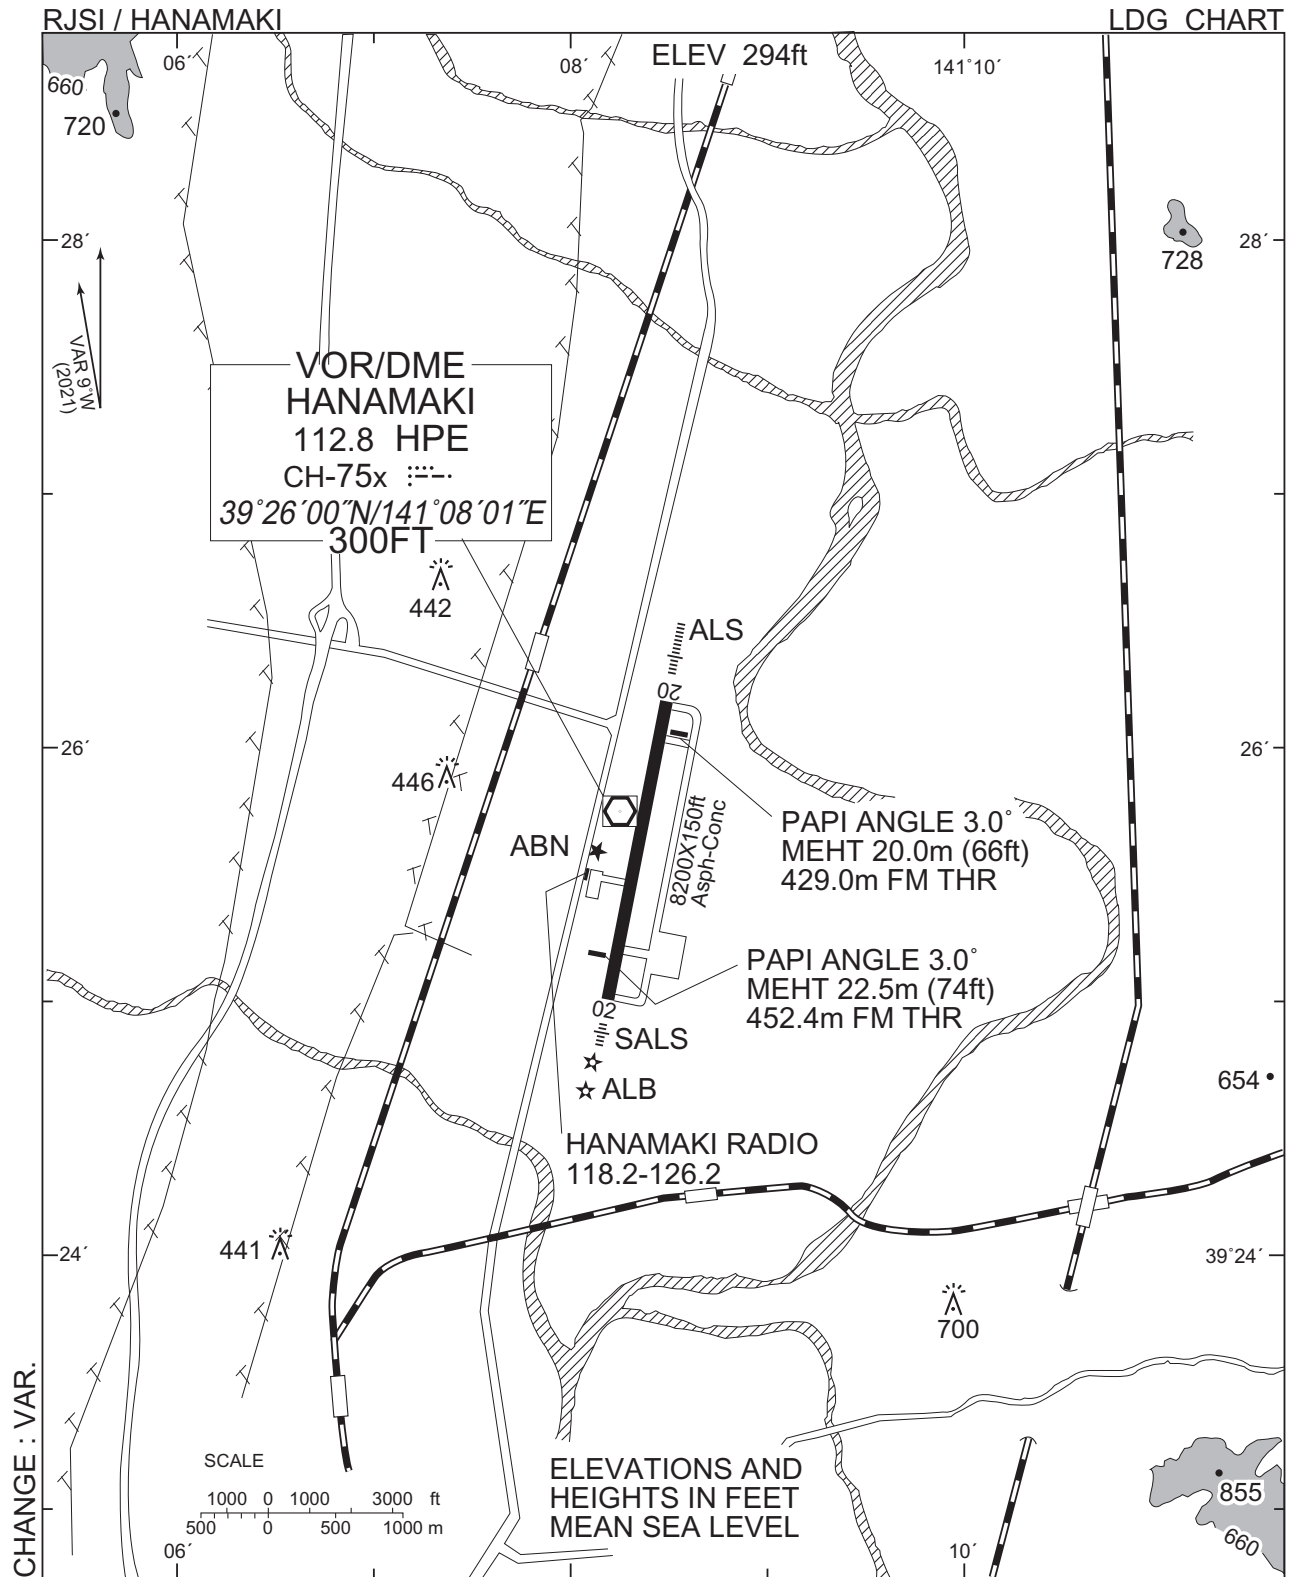 RJSI / HANAMAKI
LDG CHART
06´
08´
ELEV 294ft
141°10´
660
720
28´
28´
728
VAR 9°W
(2021)
VOR/DME
HANAMAKI
112.8 HPE
CH-75x
39°26´00˝N/141°08´01˝E
300FT
442
ALS
20
26´
26´
446
ABN
8200X150ft
Asph-Conc
PAPI ANGLE 3.0°
MEHT 20.0m (66ft)
429.0m FM THR
PAPI ANGLE 3.0°
MEHT 22.5m (74ft)
452.4m FM THR
02
SALS
ALB
654
HANAMAKI RADIO
118.2-126.2
441
24´
39°24´
700
CHANGE : VAR.
SCALE
1000 0 1000 3000 ft
500 0 500 1000 m
ELEVATIONS AND
HEIGHTS IN FEET
MEAN SEA LEVEL
855
660
06´
10´